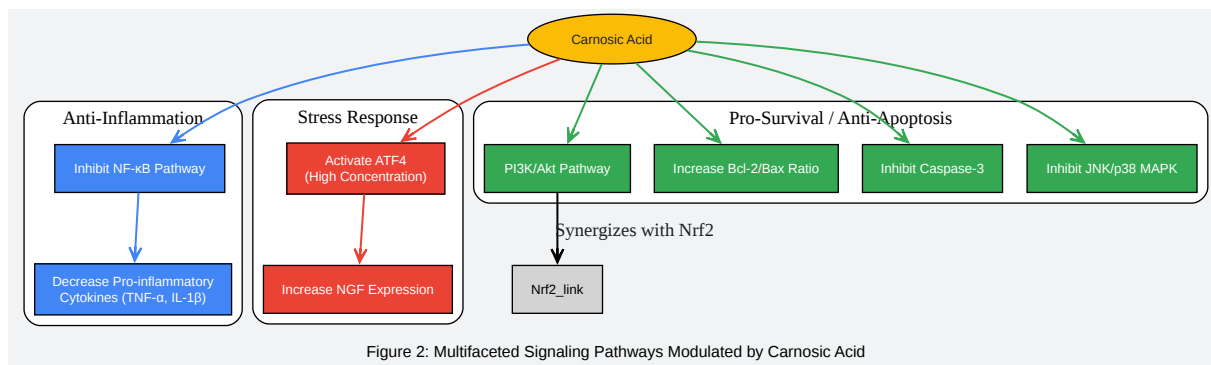 Carnosic Acid
Anti-Inflammation
Stress Response
Pro-Survival / Anti-Apoptosis
Inhibit NF-κB Pathway
Activate ATF4
(High Concentration)
PI3K/Akt Pathway
Increase Bcl-2/Bax Ratio
Inhibit Caspase-3
Inhibit JNK/p38 MAPK
Synergizes with Nrf2
Decrease Pro-inflammatory
Cytokines (TNF-α, IL-1β)
Increase NGF Expression
Nrf2_link
Figure 2: Multifaceted Signaling Pathways Modulated by Carnosic Acid